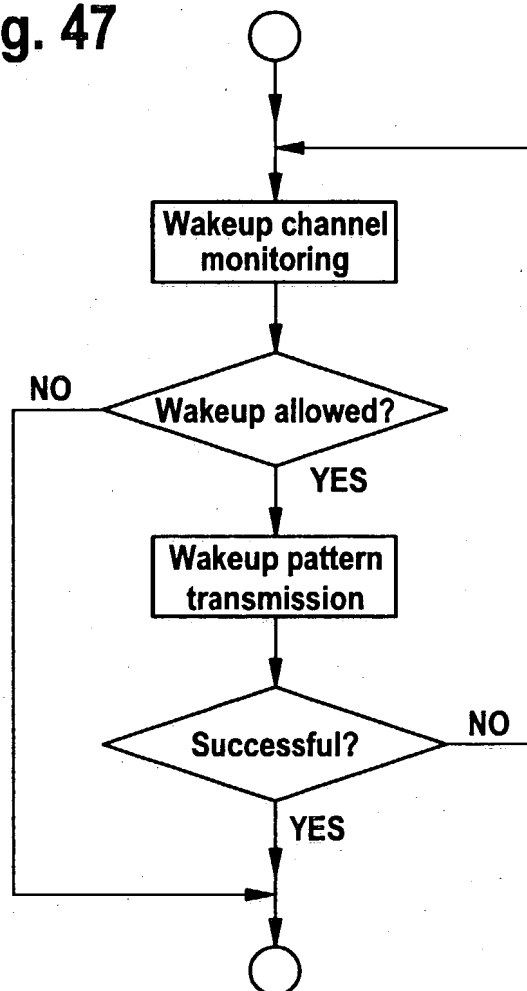 g. 47
Wakeup channel
monitoring
NO
Wakeup allowed?
YES
Wakeup pattern
transmission
Successful?
NO
YES